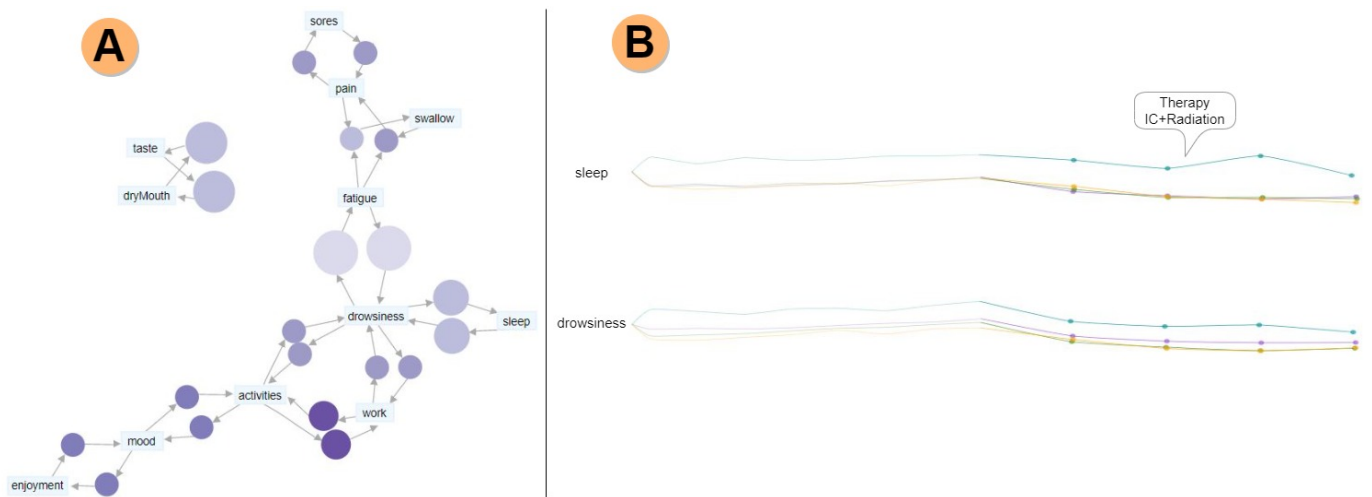 A
sores
pain
swallow
taste
dryMouth
fatigue
drowsiness
sleep
activities
work
mood
enjoyment
B
Therapy
IC+Radiation
sleep
drowsiness